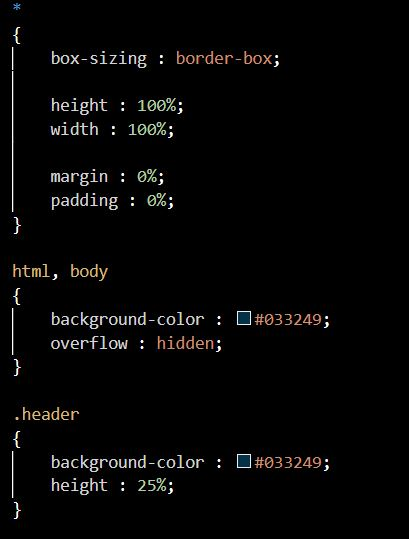 *
{
box-sizing : border-box;
height : 100%;
width : 100%;
margin : 0%;
padding : 0%;
}
html, body
{
background-color : #033249;
overflow : hidden;
}
.header
{
background-color : #033249;
height : 25%;
}